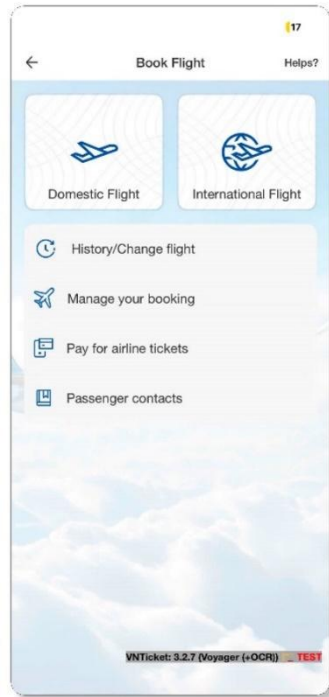 17
Book Flight Helps?
Domestic Flight International Flight
History/Change flight
Manage your booking
Pay for airline tickets
Passenger contacts
VNTicket: 3.2.7 (Voyager (+OCR)) _ TEST